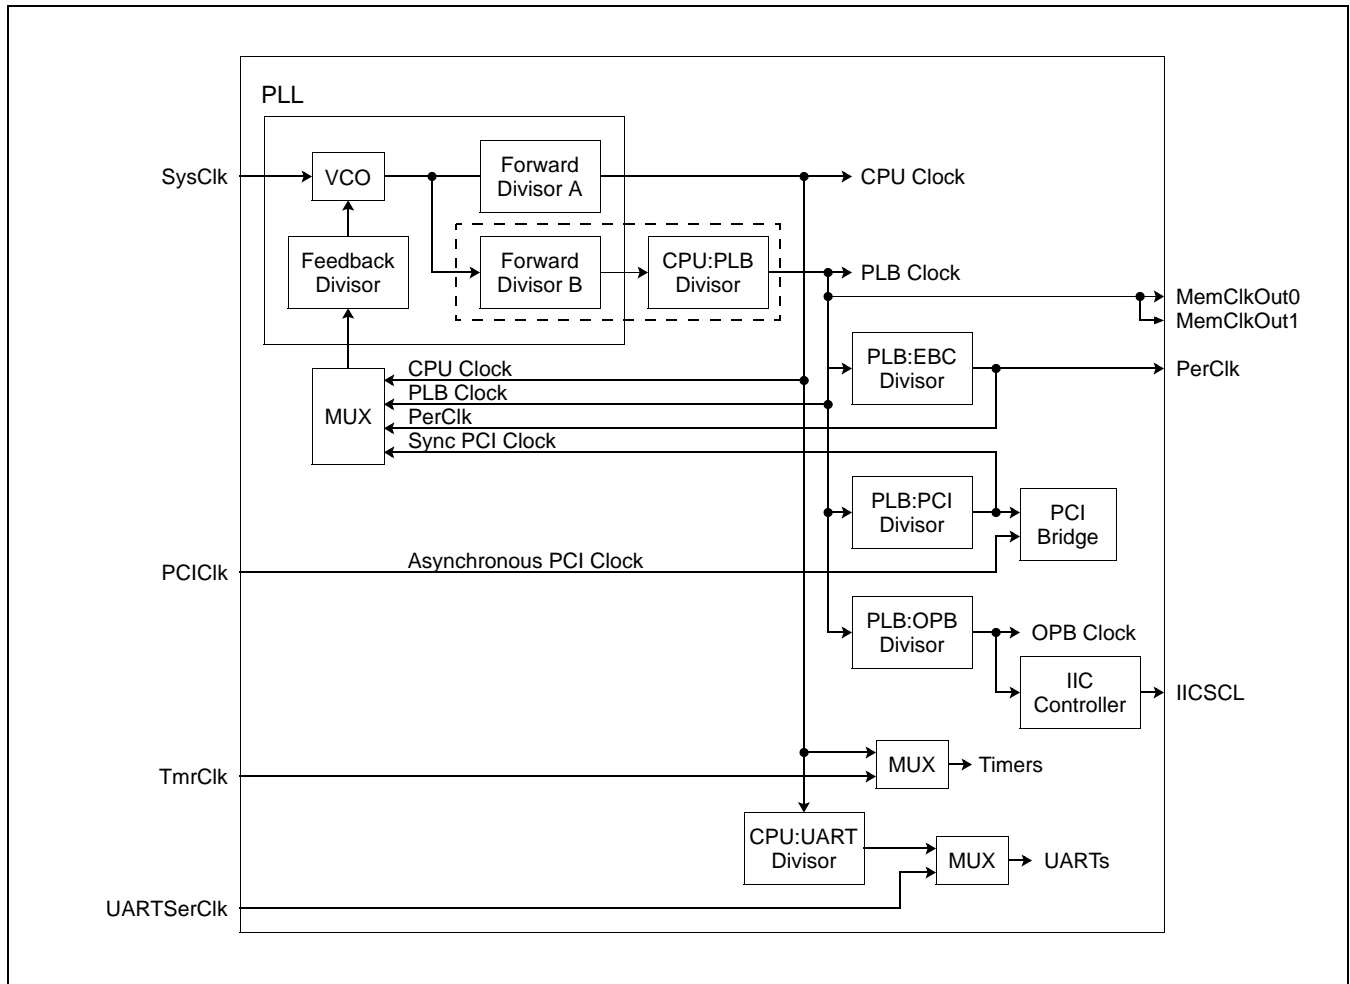 PLL
SysClk
VCO
Forward
Divisor A
CPU Clock
Feedback
Divisor
Forward
Divisor B
CPU:PLB
Divisor
PLB Clock
MemClkOut0
MemClkOut1
PLB:EBC
Divisor
PerClk
MUX
CPU Clock
PLB Clock
PerClk
Sync PCI Clock
PLB:PCI
Divisor
PCI
Bridge
PCIClk
Asynchronous PCI Clock
PLB:OPB
Divisor
OPB Clock
IIC
Controller
IICSCL
TmrClk
MUX
Timers
CPU:UART
Divisor
MUX
UARTs
UARTSerClk